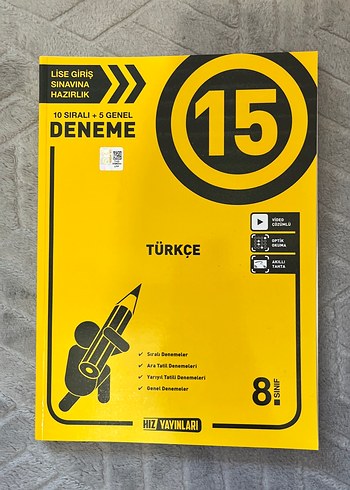 LİSE GİRİŞ
SINAVINA
HAZIRLIK
10 SIRALI + 5 GENEL
DENEME
15
VİDEO
ÇÖZÜMLÜ
OPTİK
OKUMA
AKILLI
TAHTA
TÜRKÇE
✓ Sıralı Denemeler
✓ Ara Tatil Denemeleri
✓ Yarıyıl Tatili Denemeleri
✓ Genel Denemeler
8 SINIF
HIZ YAYINLARI